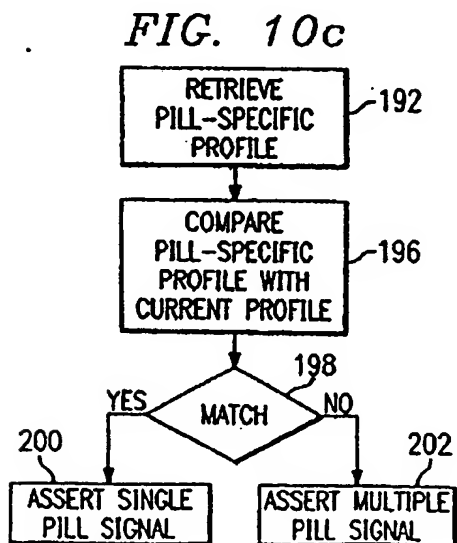 FIG. 10c
RETRIEVE
PILL-SPECIFIC
PROFILE
192
COMPARE
PILL-SPECIFIC
PROFILE WITH
CURRENT PROFILE
196
198
YES
MATCH
NO
200
ASSERT SINGLE
PILL SIGNAL
202
ASSERT MULTIPLE
PILL SIGNAL